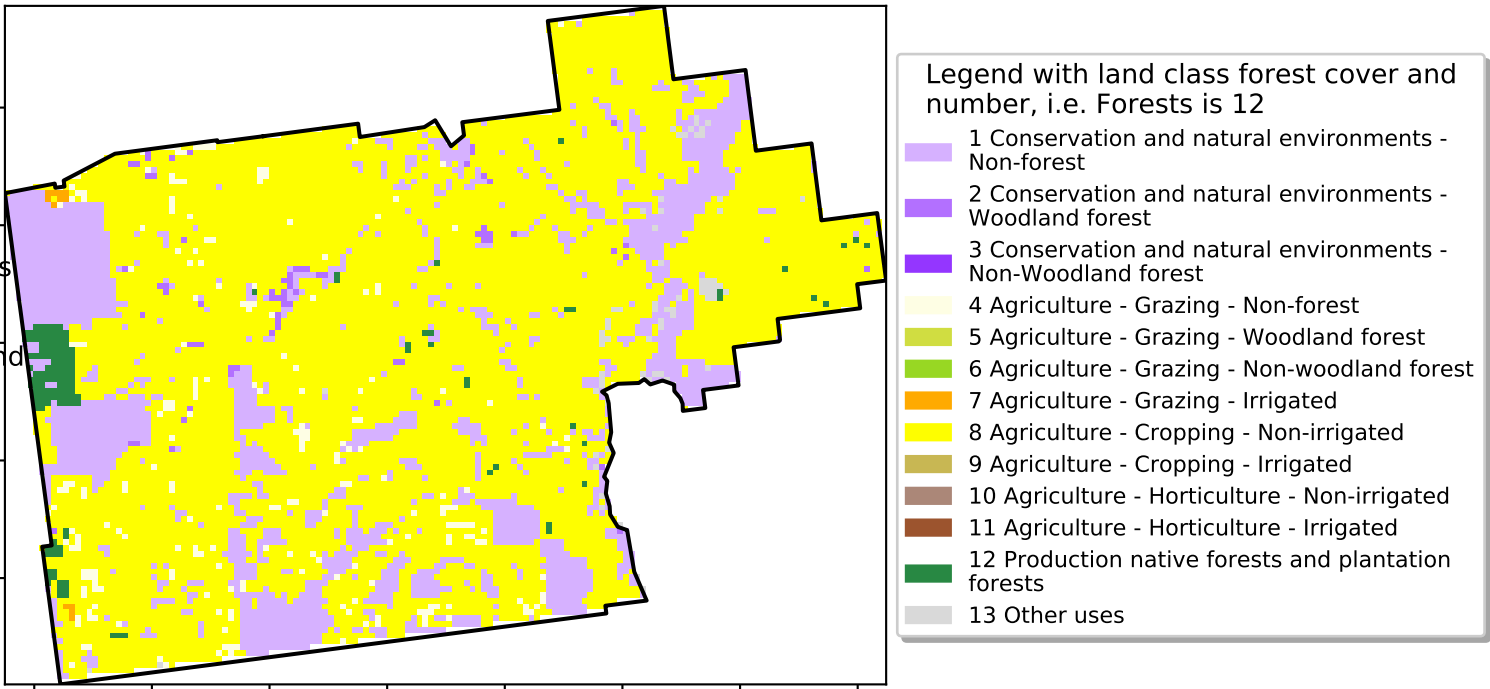 s
nd
Legend with land class forest cover and
number, i.e. Forests is 12
1 Conservation and natural environments -
Non-forest
2 Conservation and natural environments -
Woodland forest
3 Conservation and natural environments -
Non-Woodland forest
4 Agriculture - Grazing - Non-forest
5 Agriculture - Grazing - Woodland forest
6 Agriculture - Grazing - Non-woodland forest
7 Agriculture - Grazing - Irrigated
8 Agriculture - Cropping - Non-irrigated
9 Agriculture - Cropping - Irrigated
10 Agriculture - Horticulture - Non-irrigated
11 Agriculture - Horticulture - Irrigated
12 Production native forests and plantation
forests
13 Other uses